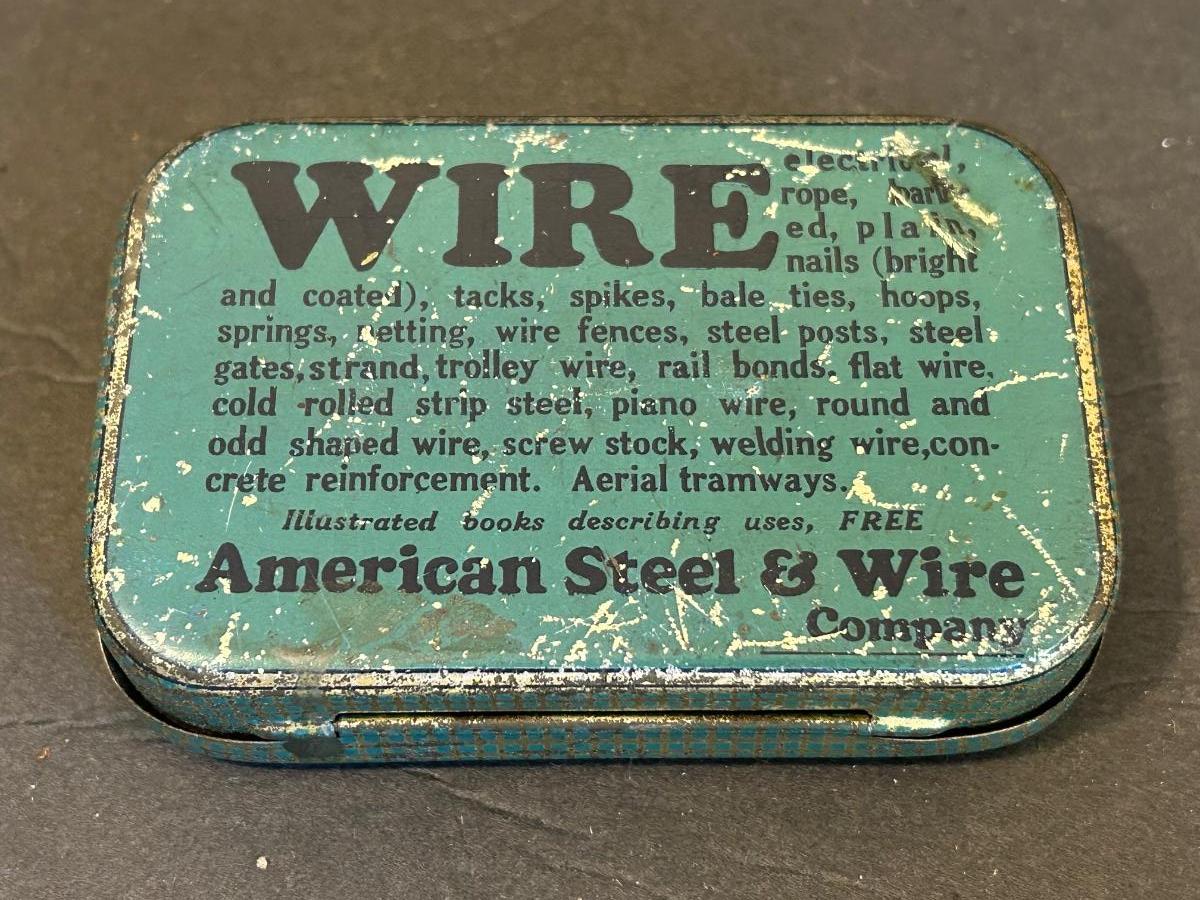 WIRE electrical,
rope, barb-
ed, plain,
nails (bright
and coated), tacks, spikes, bale ties, hoops,
springs, netting, wire fences, steel posts, steel
gates, strand, trolley wire, rail bonds, flat wire,
cold rolled strip steel, piano wire, round and
odd shaped wire, screw stock, welding wire, con-
crete reinforcement. Aerial tramways.
Illustrated books describing uses, FREE
American Steel & Wire
Company